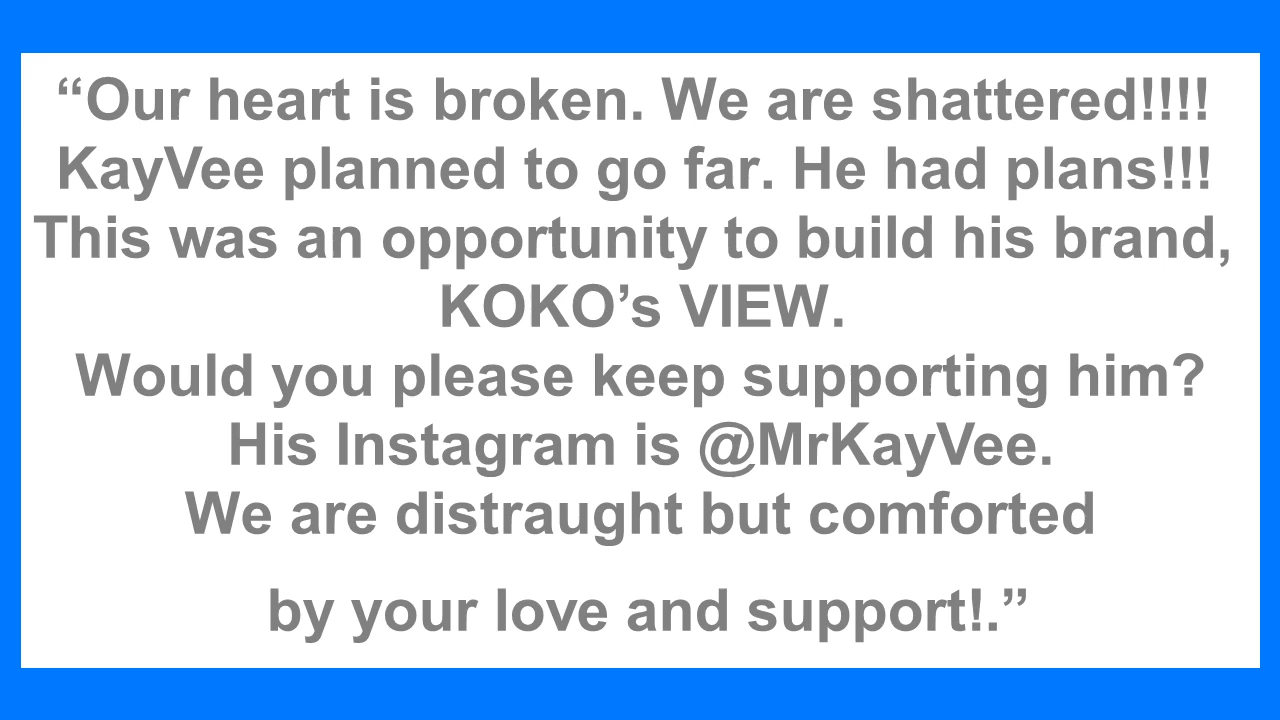 “Our heart is broken. We are shattered!!!!
KayVee planned to go far. He had plans!!!
This was an opportunity to build his brand,
KOKO’s VIEW.
Would you please keep supporting him?
His Instagram is @MrKayVee.
We are distraught but comforted
by your love and support!.”